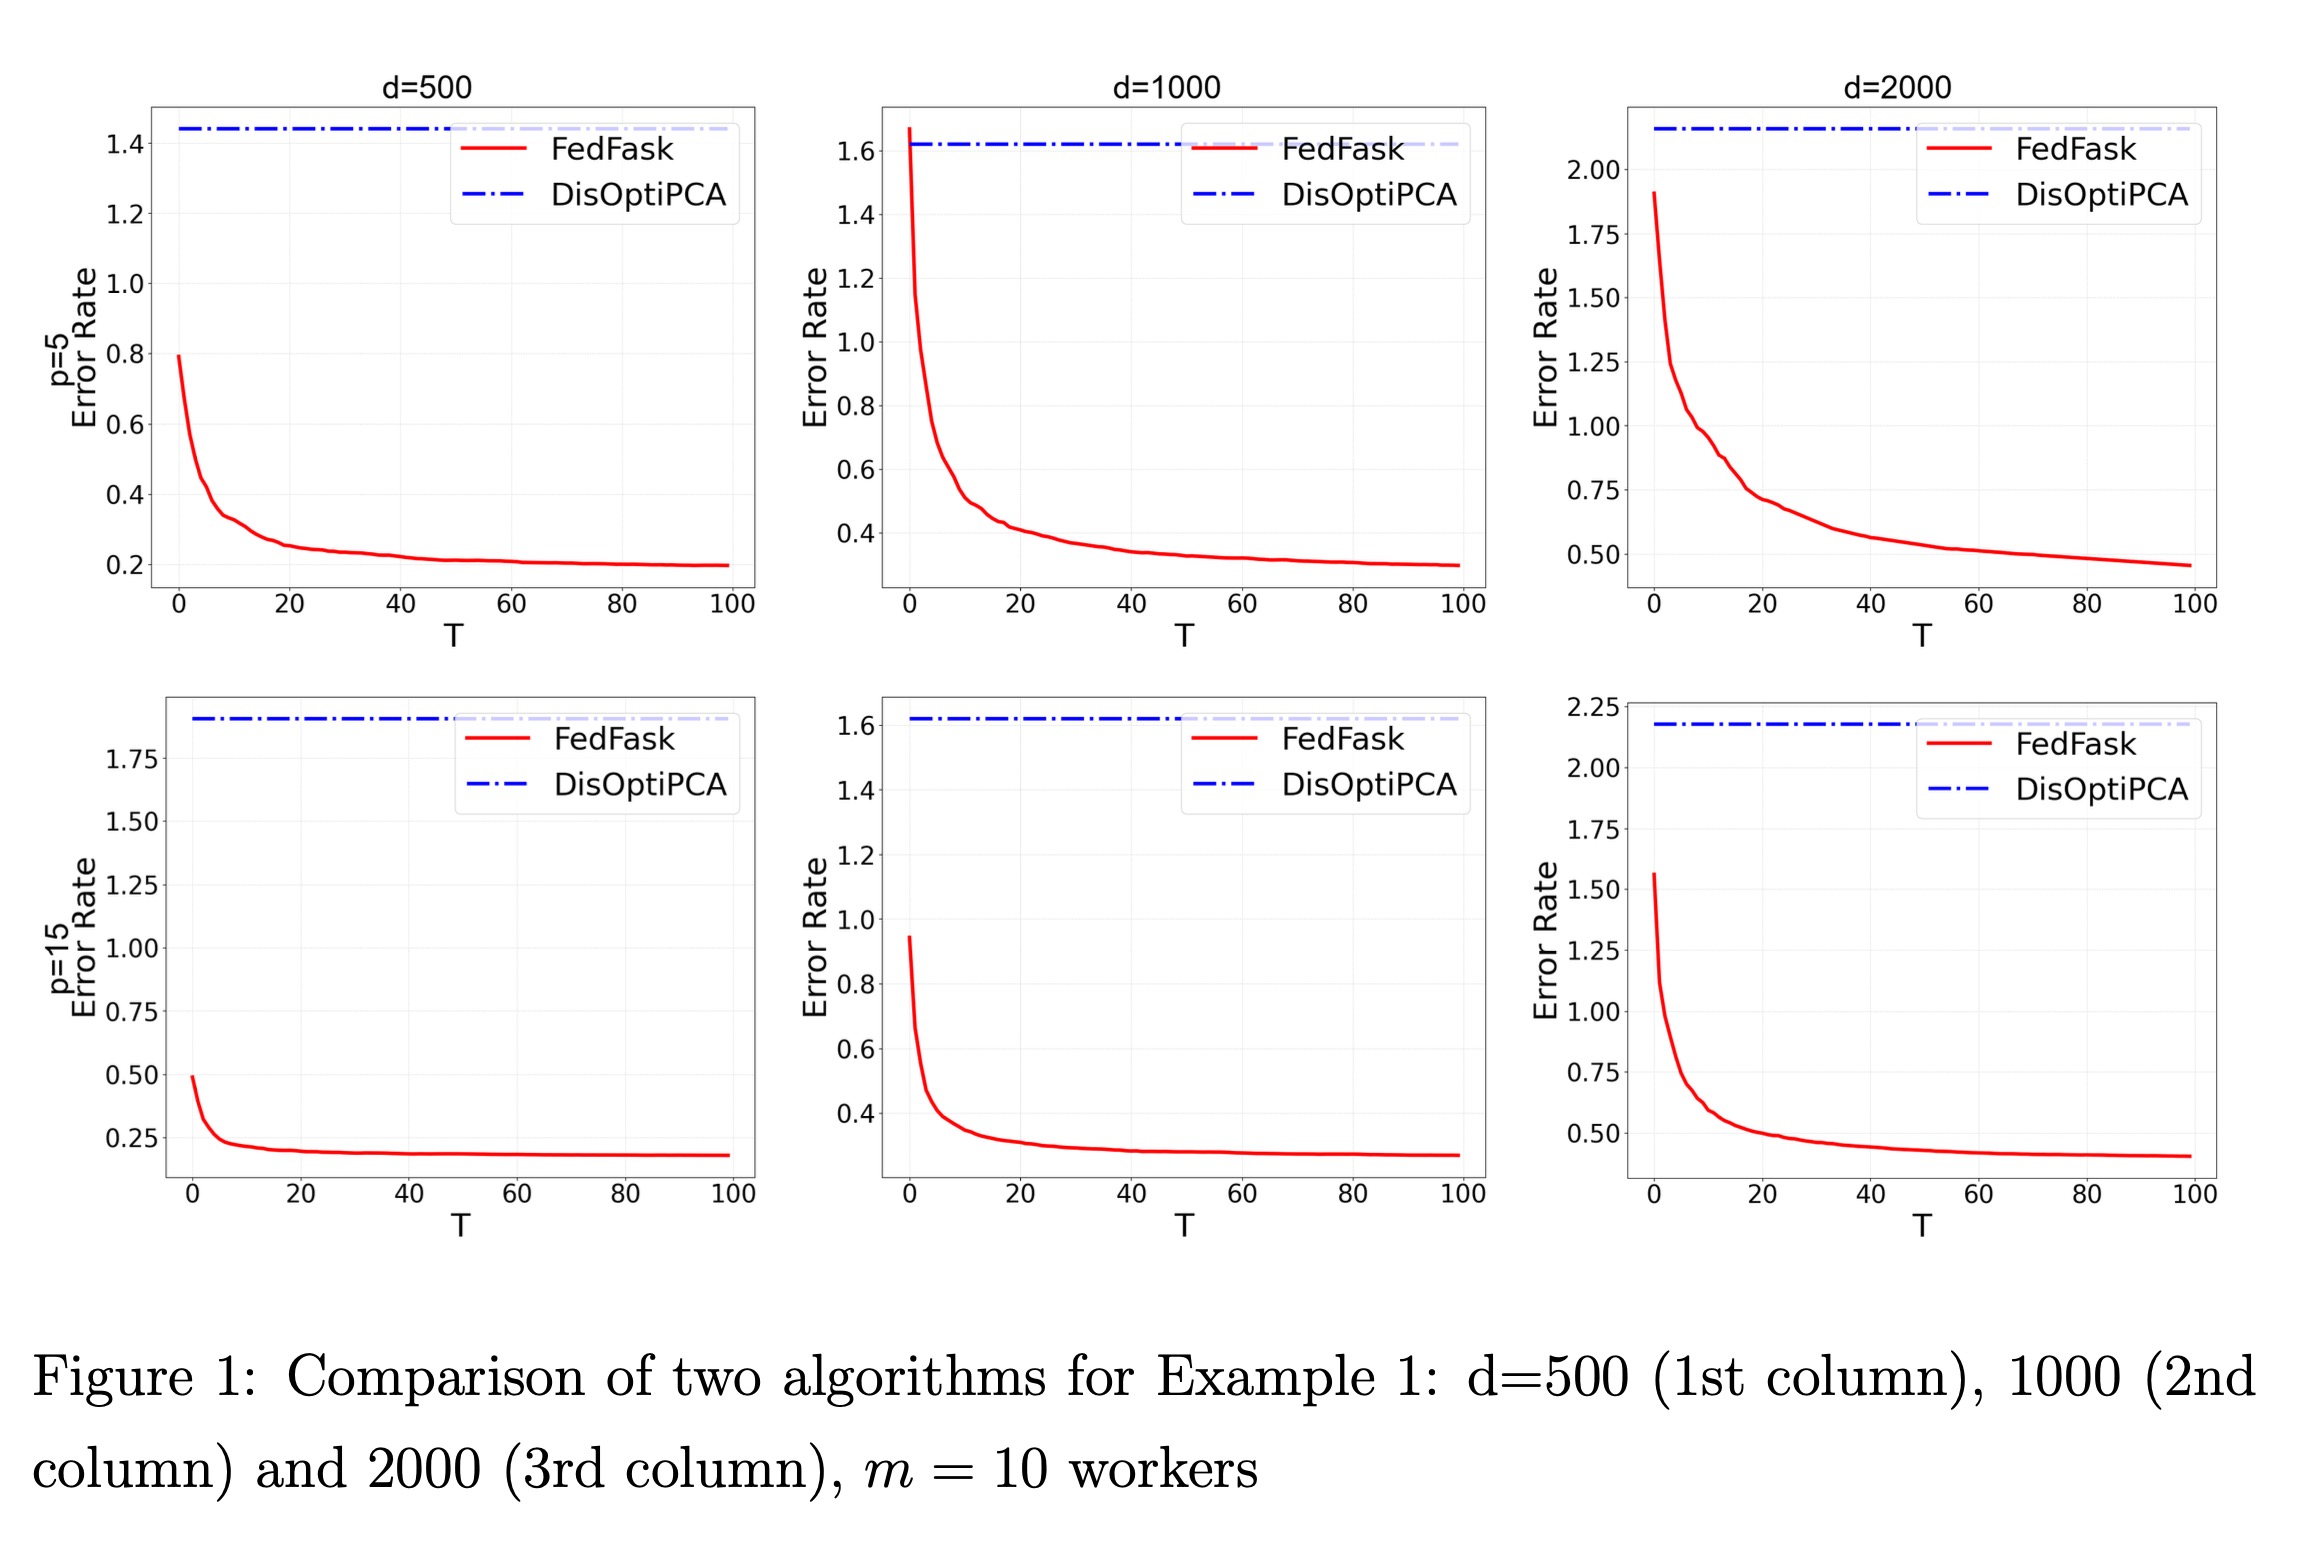 d=500
1.4
1.2
1.0
0.8
0.6
0.4
0.2
p=5
Error Rate
FedFask
DisOptiPCA
0 20 40 60 80 100
T
d=1000
1.6
1.4
1.2
1.0
0.8
0.6
0.4
Error Rate
FedFask
DisOptiPCA
0 20 40 60 80 100
T
d=2000
2.00
1.75
1.50
1.25
1.00
0.75
0.50
Error Rate
FedFask
DisOptiPCA
0 20 40 60 80 100
T
1.75
1.50
1.25
1.00
0.75
0.50
0.25
p=15
Error Rate
FedFask
DisOptiPCA
0 20 40 60 80 100
T
1.6
1.4
1.2
1.0
0.8
0.6
0.4
Error Rate
FedFask
DisOptiPCA
0 20 40 60 80 100
T
2.25
2.00
1.75
1.50
1.25
1.00
0.75
0.50
Error Rate
FedFask
DisOptiPCA
0 20 40 60 80 100
T
Figure 1: Comparison of two algorithms for Example 1: d=500 (1st column), 1000 (2nd
column) and 2000 (3rd column), m = 10 workers